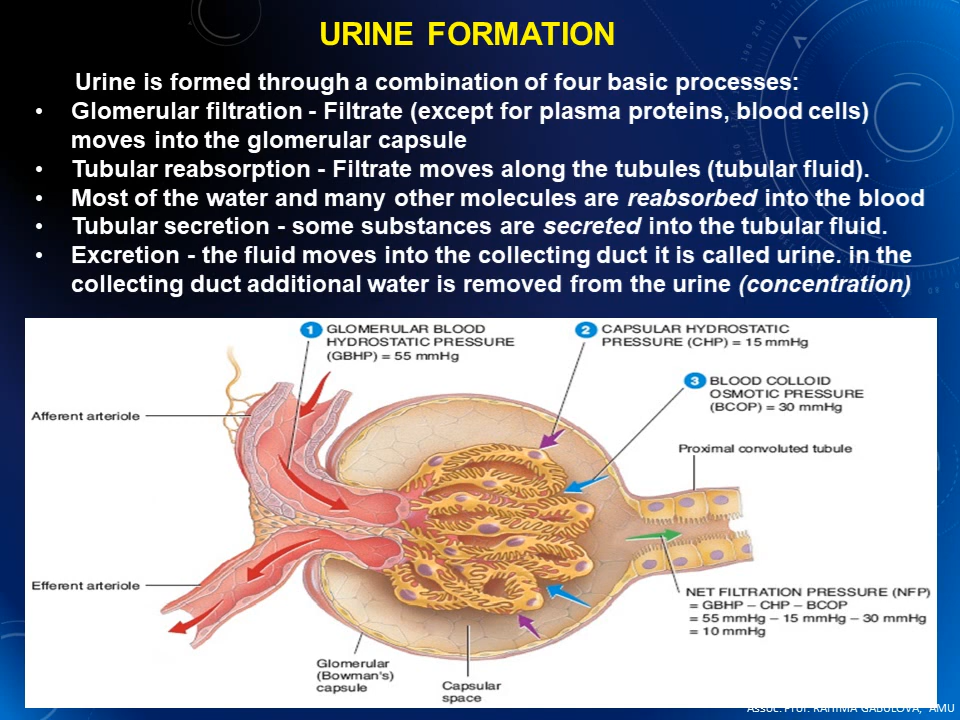 URINE FORMATION
Urine is formed through a combination of four basic processes:
• Glomerular filtration - Filtrate (except for plasma proteins, blood cells)
moves into the glomerular capsule
• Tubular reabsorption - Filtrate moves along the tubules (tubular fluid).
• Most of the water and many other molecules are reabsorbed into the blood
• Tubular secretion - some substances are secreted into the tubular fluid.
• Excretion - the fluid moves into the collecting duct it is called urine. in the
collecting duct additional water is removed from the urine (concentration)
1 GLOMERULAR BLOOD
HYDROSTATIC PRESSURE
(GBHP) = 55 mmHg
2 CAPSULAR HYDROSTATIC
PRESSURE (CHP) = 15 mmHg
3 BLOOD COLLOID
OSMOTIC PRESSURE
(BCOP) = 30 mmHg
Afferent arteriole
Proximal convoluted tubule
Efferent arteriole
NET FILTRATION PRESSURE (NFP)
= GBHP – CHP – BCOP
= 55 mmHg – 15 mmHg – 30 mmHg
= 10 mmHg
Glomerular
(Bowman's)
capsule
Capsular
space
Assoc. Prof. RAHIMA GABULOVA, AMU